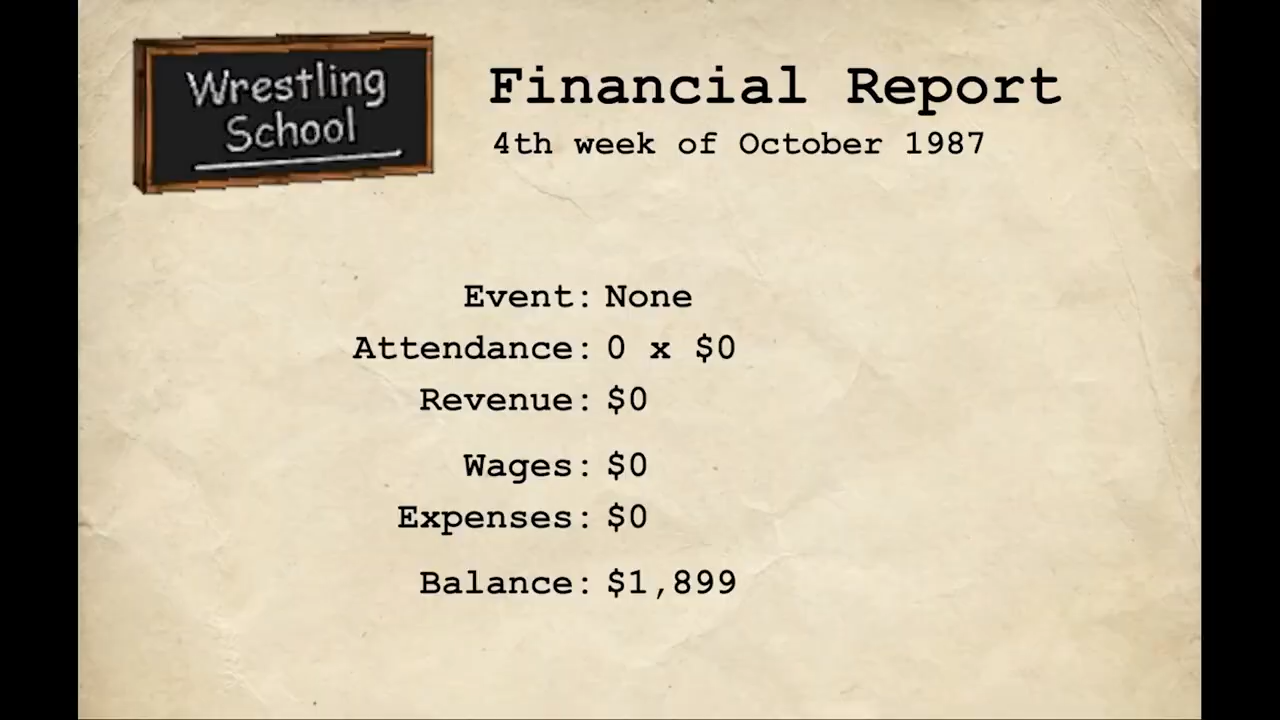 Wrestling
School
Financial Report
4th week of October 1987
Event: None
Attendance: 0 x $0
Revenue: $0
Wages: $0
Expenses: $0
Balance: $1,899